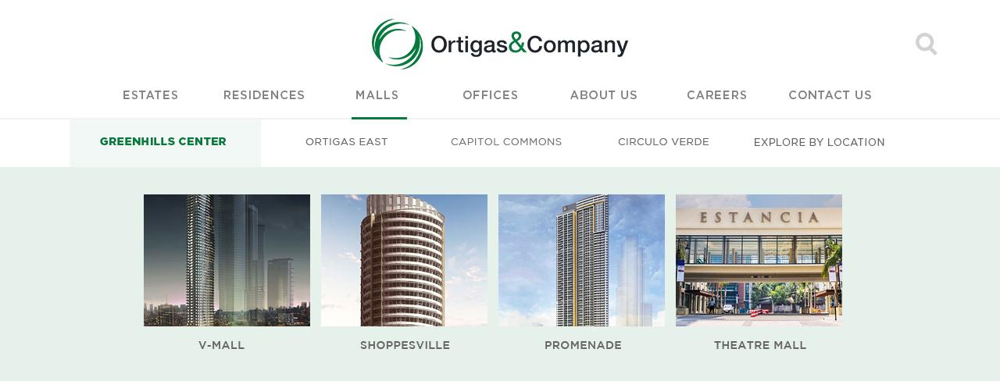 Ortigas&Company
ESTATES RESIDENCES MALLS OFFICES ABOUT US CAREERS CONTACT US
GREENHILLS CENTER ORTIGAS EAST CAPITOL COMMONS CIRCULO VERDE EXPLORE BY LOCATION
ESTANCIA
V-MALL SHOPPESVILLE PROMENADE THEATRE MALL